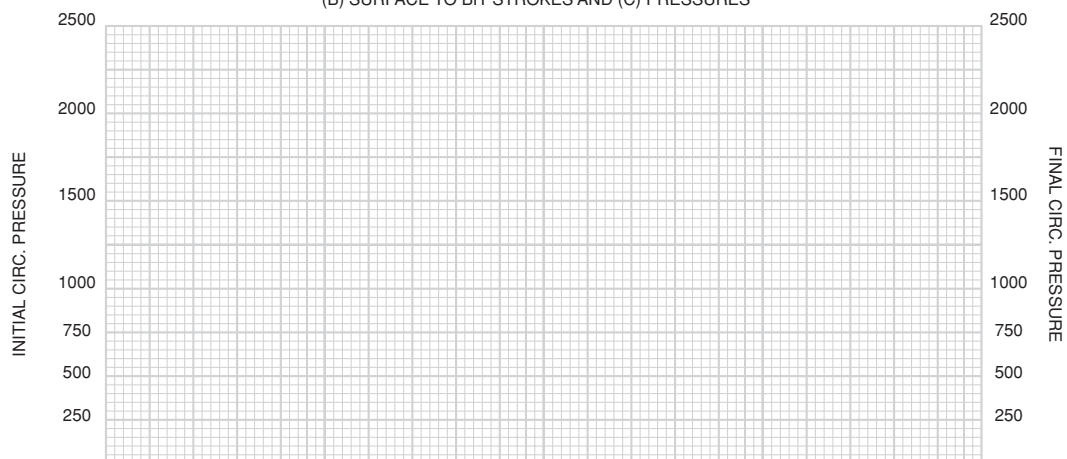 (B) SURFACE TO BIT STROKES AND (C) PRESSURES
2500 2500
2000 2000
1500 1500
1000 1000
750 750
500 500
250 250
INITIAL CIRC. PRESSURE
FINAL CIRC. PRESSURE